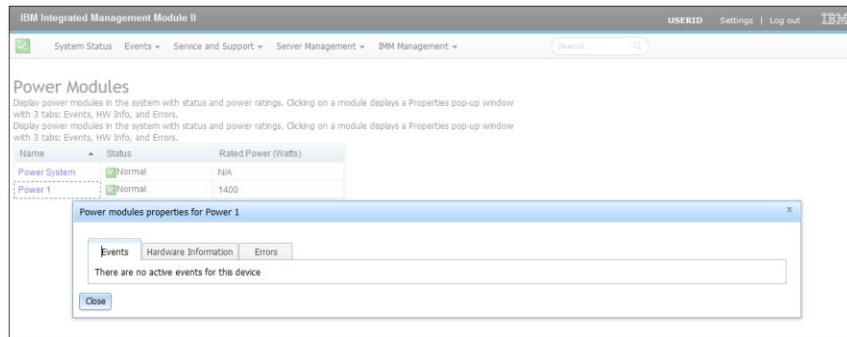 IBM Integrated Management Module II
USERID Settings | Log out IBM
System Status Events Service and Support Server Management IMM Management Search
Power Modules
Display power modules in the system with status and power ratings. Clicking on a module displays a Properties pop-up window
with 3 tabs: Events, HW Info, and Errors.
Display power modules in the system with status and power ratings. Clicking on a module displays a Properties pop-up window
with 3 tabs: Events, HW Info, and Errors.
Name Status Rated Power (Watts)
Power System Normal N/A
Power 1 Normal 1400
Power modules properties for Power 1 x
Events Hardware Information Errors
There are no active events for this device
Close